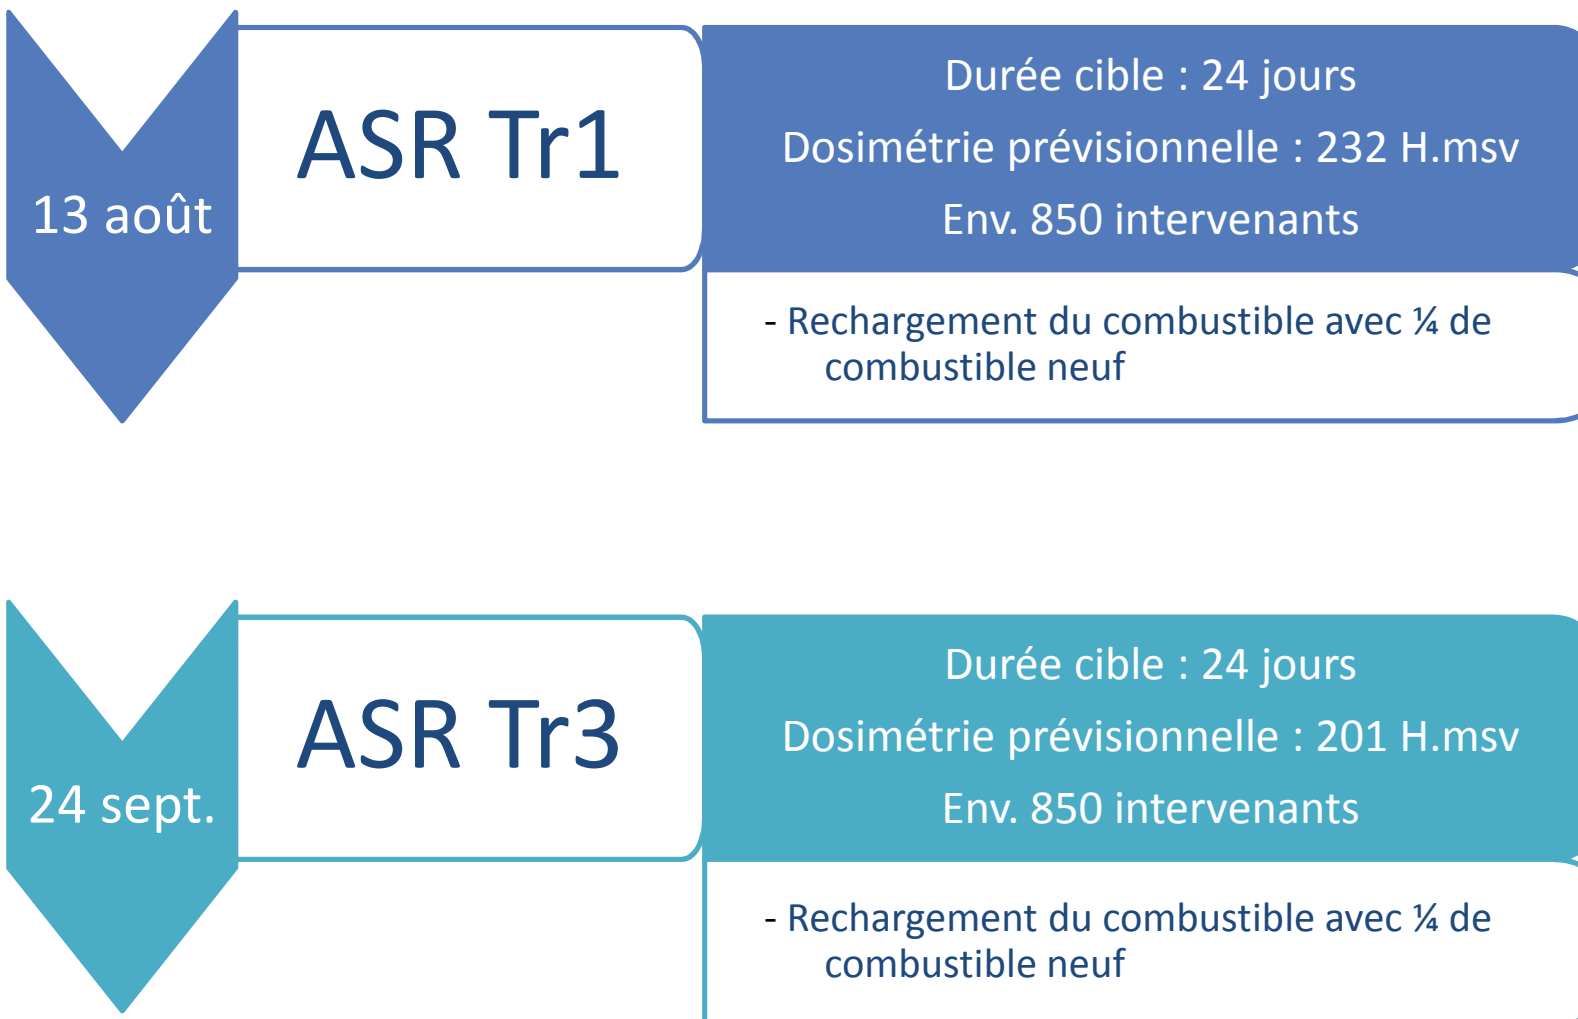 13 août
ASR Tr1
Durée cible : 24 jours
Dosimétrie prévisionnelle : 232 H.msv
Env. 850 intervenants
- Rechargement du combustible avec ¼ de
combustible neuf
24 sept.
ASR Tr3
Durée cible : 24 jours
Dosimétrie prévisionnelle : 201 H.msv
Env. 850 intervenants
- Rechargement du combustible avec ¼ de
combustible neuf